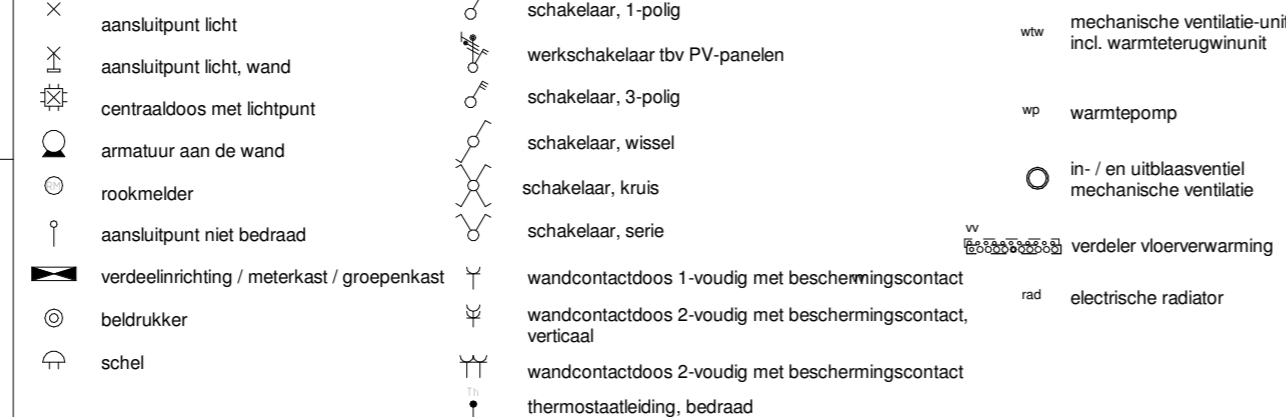 aansluitpunt licht
aansluitpunt licht, wand
centraaldoos met lichtpunt
armatuur aan de wand
RM
rookmelder
aansluitpunt niet bedraad
verdeelinrichting / meterkast / groepenkast
beldrukker
schel
schakelaar, 1-polig
werkschakelaar tbv PV-panelen
schakelaar, 3-polig
schakelaar, wissel
schakelaar, kruis
schakelaar, serie
wandcontactdoos 1-voudig met beschermingscontact
vv
wandcontactdoos 2-voudig met beschermingscontact,
verticaal
wandcontactdoos 2-voudig met beschermingscontact
Th
thermostaatleiding, bedraad
wtw
mechanische ventilatie-unit
incl. warmteterugwinunit
wp
warmtepomp
in- / en uitblaasventiel
mechanische ventilatie
vv
verdeler vloerverwarming
rad
electrische radiator